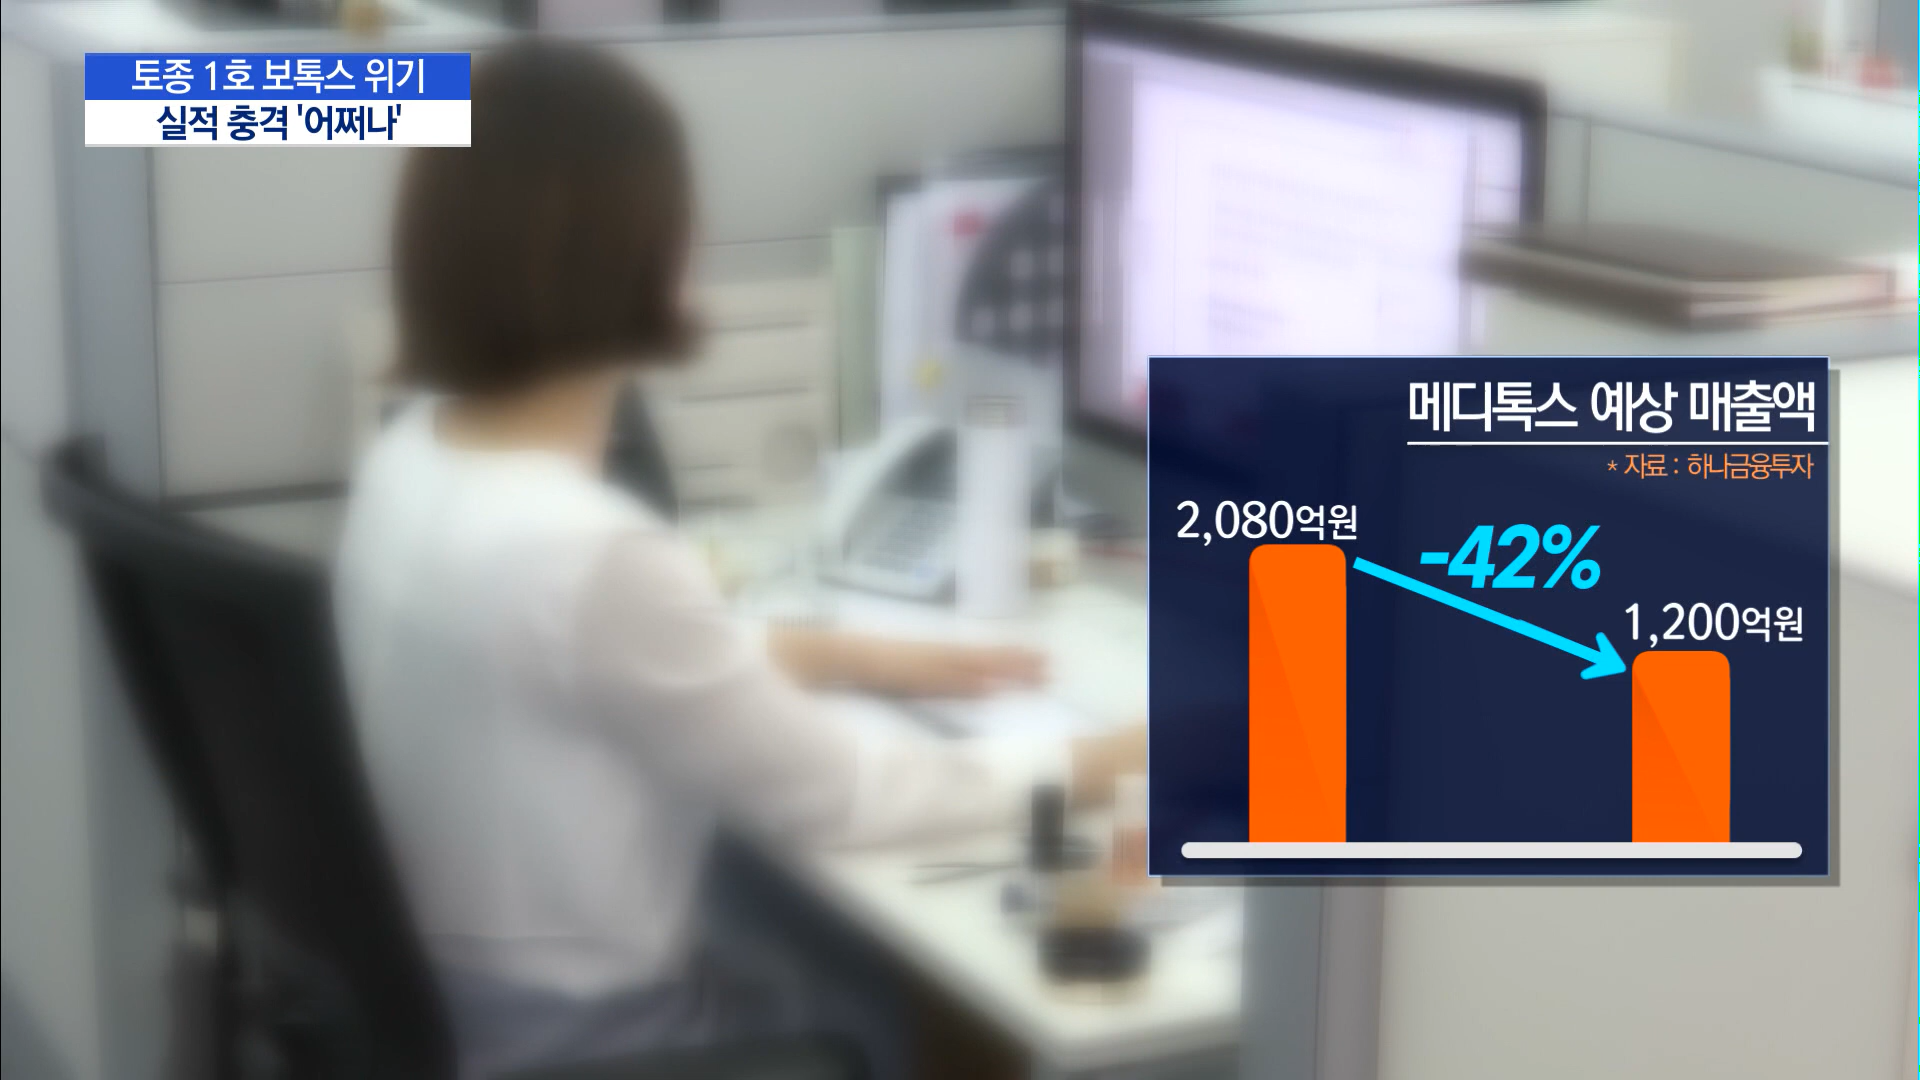 토종 1호 보톡스 위기
실적 충격 '어쩌나'
메디톡스 예상 매출액
* 자료 : 하나금융투자
2,080억원
-42%
1,200억원